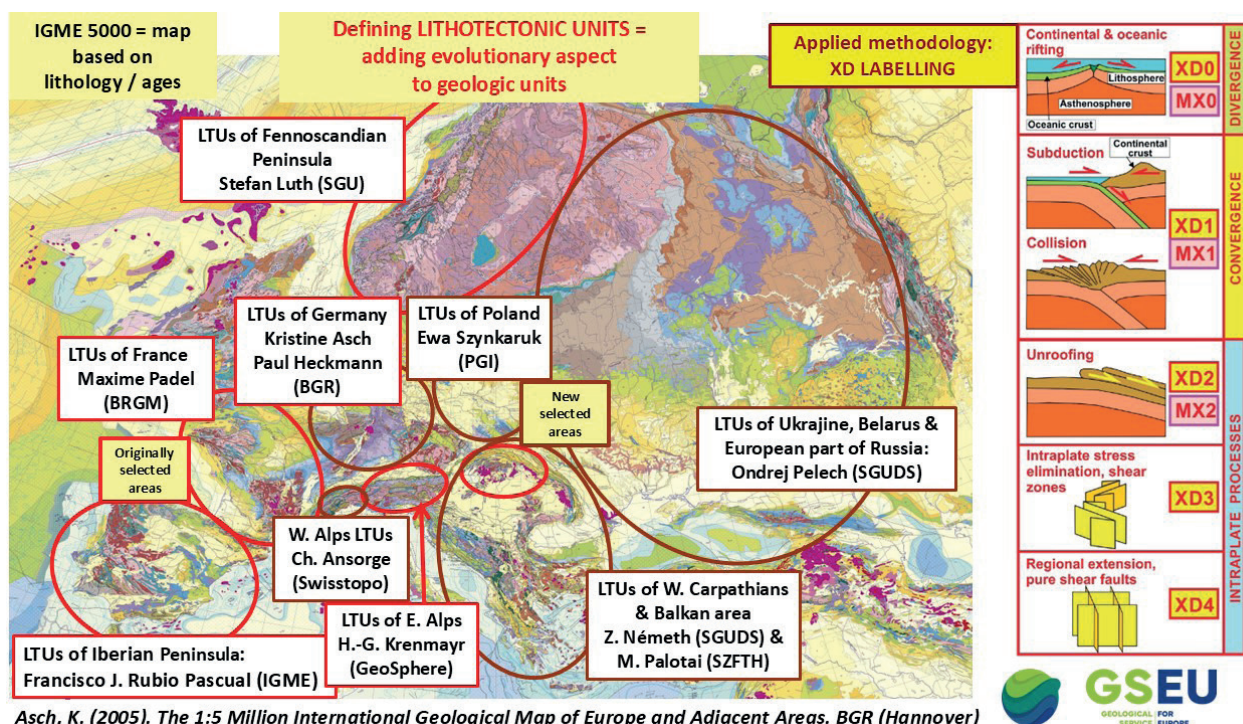 IGME 5000 = map
based on
lithology / ages
Defining LITHOTECTONIC UNITS =
adding evolutionary aspect
to geologic units
Applied methodology:
XD LABELLING
LTUs of Fennoscandian
Peninsula
Stefan Luth (SGU)
LTUs of Germany
Kristine Asch
Paul Heckmann
(BGR)
LTUs of Poland
Ewa Szynkaruk
(PGI)
LTUs of France
Maxime Padel
(BRGM)
New
selected
areas
Originally
selected
areas
LTUs of Ukrajine, Belarus &
European part of Russia:
Ondrej Pelech (SGUDS)
W. Alps LTUs
Ch. Ansorge
(Swisstopo)
LTUs of E. Alps
H.-G. Krenmayr
(GeoSphere)
LTUs of W. Carpathians
& Balkan area
Z. Németh (SGUDS) &
M. Palotai (SZFTH)
LTUs of Iberian Peninsula:
Francisco J. Rubio Pascual (IGME)
Asch, K. (2005). The 1:5 Million International Geological Map of Europe and Adjacent Areas. BGR (Hannover)
Continental & oceanic
rifting
Lithosphere
Asthenosphere
Oceanic crust
XD0
MX0
DIVERGENCE
Subduction
Continental
crust
Collision
XD1
MX1
CONVERGENCE
Unroofing
XD2
MX2
Intraplate stress
elimination, shear
zones
XD3
Regional extension,
pure shear faults
XD4
INTRAPLATE PROCESSES
GSEU
GEOLOGICAL
SERVICE
FOR
EUROPE